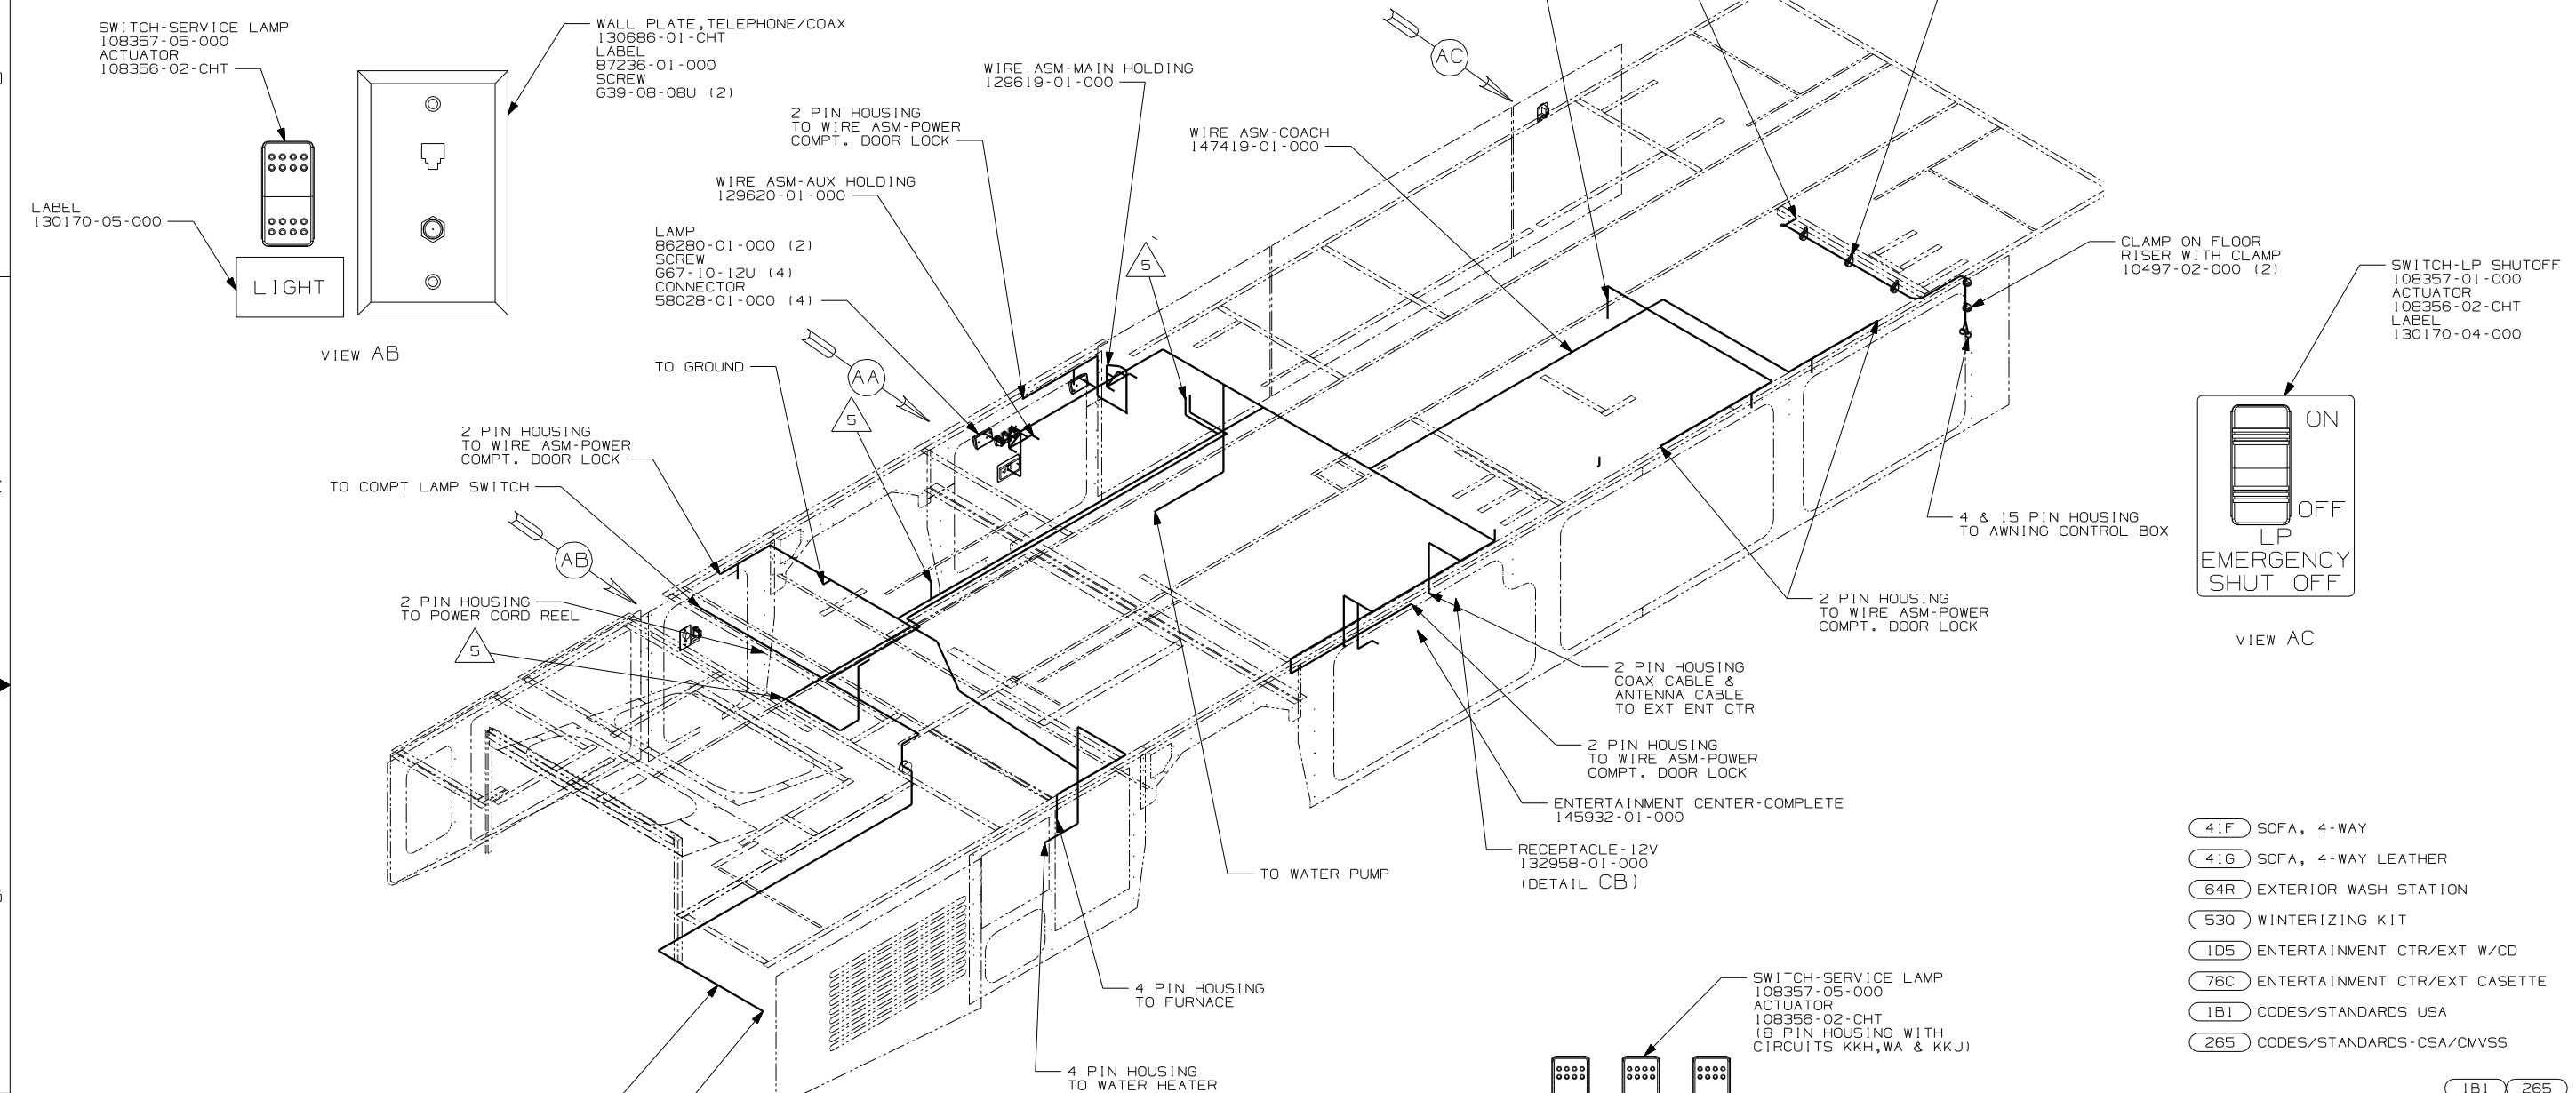 SWITCH-SERVICE LAMP
108357-05-000
ACTUATOR
108356-02-CHT
WALL PLATE,TELEPHONE/COAX
130686-01-CHT
LABEL
87236-01-000
SCREW
G39-08-08U (2)
LABEL
130170-05-000
LIGHT
VIEW AB
2 PIN HOUSING
TO WIRE ASM-POWER
COMPT. DOOR LOCK
WIRE ASM-MAIN HOLDING
129619-01-000
WIRE ASM-AUX HOLDING
129620-01-000
LAMP
86280-01-000 (2)
SCREW
G67-10-12U (4)
CONNECTOR
58028-01-000 (4)
TO GROUND
AA
5
5
AC
WIRE ASM-COACH
147419-01-000
CLAMP ON FLOOR
RISER WITH CLAMP
10497-02-000 (2)
SWITCH-LP SHUTOFF
108357-01-000
ACTUATOR
108356-02-CHT
LABEL
130170-04-000
ON
OFF
LP
EMERGENCY
SHUT OFF
VIEW AC
4 & 15 PIN HOUSING
TO AWNING CONTROL BOX
2 PIN HOUSING
TO WIRE ASM-POWER
COMPT. DOOR LOCK
2 PIN HOUSING
TO WIRE ASM-POWER
COMPT. DOOR LOCK
TO COMPT LAMP SWITCH
AB
2 PIN HOUSING
TO POWER CORD REEL
5
2 PIN HOUSING
COAX CABLE &
ANTENNA CABLE
TO EXT ENT CTR
2 PIN HOUSING
TO WIRE ASM-POWER
COMPT. DOOR LOCK
ENTERTAINMENT CENTER-COMPLETE
145932-01-000
RECEPTACLE-12V
132958-01-000
(DETAIL CB)
TO WATER PUMP
4 PIN HOUSING
TO FURNACE
4 PIN HOUSING
TO WATER HEATER
SWITCH-SERVICE LAMP
108357-05-000
ACTUATOR
108356-02-CHT
(8 PIN HOUSING WITH
CIRCUITS KKH,WA & KKJ)
41F SOFA, 4-WAY
41G SOFA, 4-WAY LEATHER
64R EXTERIOR WASH STATION
53Q WINTERIZING KIT
1D5 ENTERTAINMENT CTR/EXT W/CD
76C ENTERTAINMENT CTR/EXT CASETTE
1B1 CODES/STANDARDS USA
265 CODES/STANDARDS-CSA/CMVSS
1B1 265